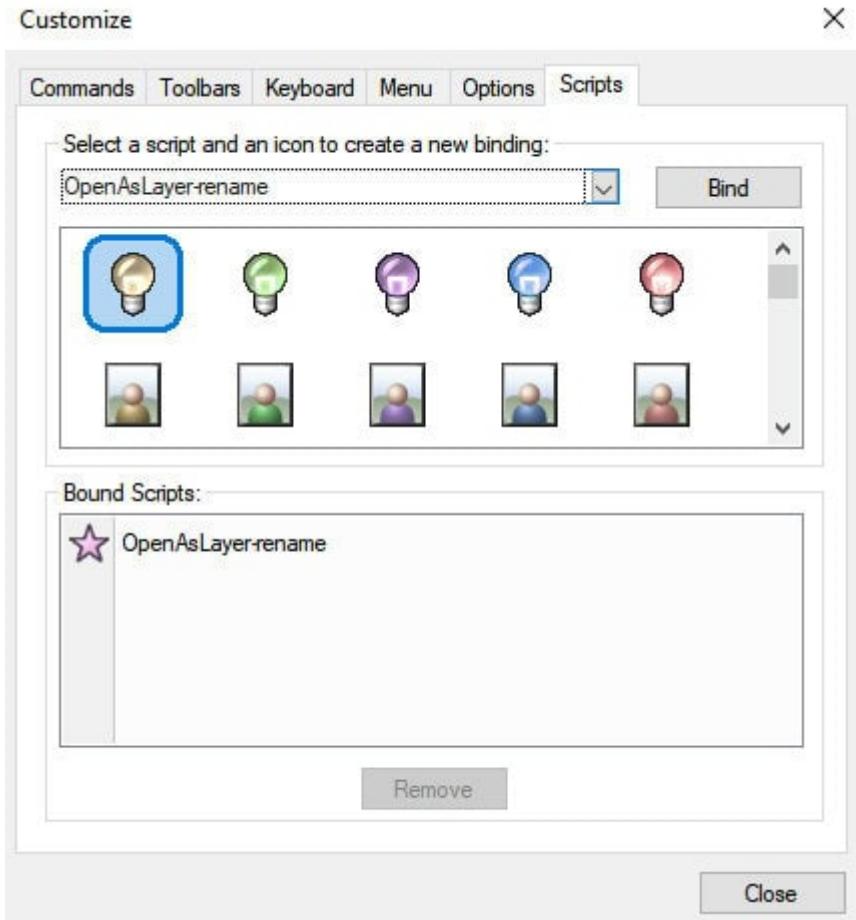 Customize
Commands Toolbars Keyboard Menu Options Scripts
Select a script and an icon to create a new binding:
OpenAsLayer-rename Bind
Bound Scripts:
OpenAsLayer-rename
Remove
Close